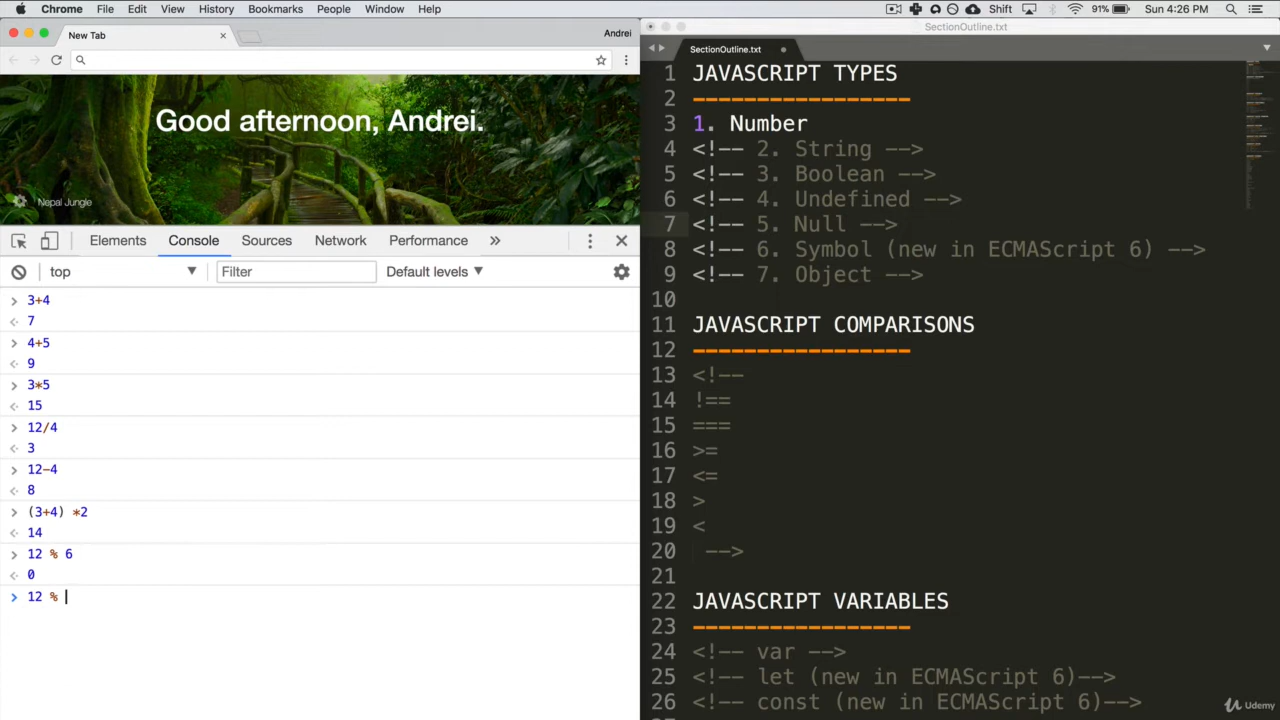 Chrome File Edit View History Bookmarks People Window Help
Shift 91% Sun 4:26 PM
New Tab
Andrei
Good afternoon, Andrei.
Nepal Jungle
Elements Console Sources Network Performance
top Filter Default levels
3+4
7
4+5
9
3*5
15
12/4
3
12-4
8
(3+4) *2
14
12 % 6
0
12 %
SectionOutline.txt
SectionOutline.txt
1 JAVASCRIPT TYPES
2 -----------------
3 1. Number
4 <!-- 2. String -->
5 <!-- 3. Boolean -->
6 <!-- 4. Undefined -->
7 <!-- 5. Null -->
8 <!-- 6. Symbol (new in ECMAScript 6) -->
9 <!-- 7. Object -->
10
11 JAVASCRIPT COMPARISONS
12 -----------------
13 <!--
14 !==
15 ===
16 >=
17 <=
18 >
19 <
20 -->
21
22 JAVASCRIPT VARIABLES
23 -----------------
24 <!-- var -->
25 <!-- let (new in ECMAScript 6)-->
26 <!-- const (new in ECMAScript 6)-->
Udemy